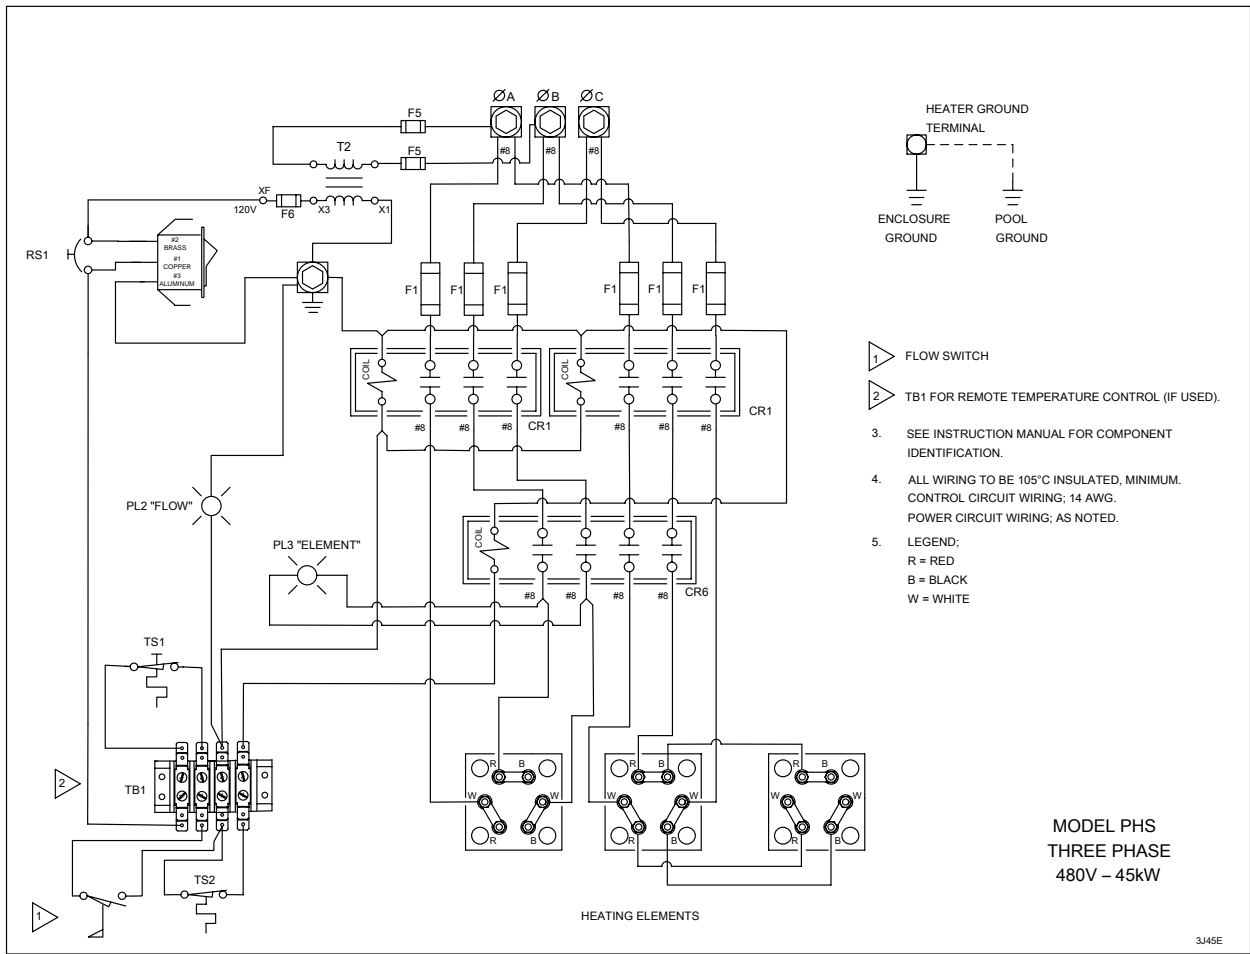 ØA ØB ØC
F5
T2
F5
#8 #8 #8
XF
120V
F6
X3
X1
RS1
#2
BRASS
#1
COPPER
#3
ALUMINUM
F1 F1 F1 F1 F1 F1
COIL
COIL
CR1
CR1
#8 #8 #8 #8 #8 #8
PL2 "FLOW"
PL3 "ELEMENT"
COIL
CR6
#8 #8 #8 #8
TS1
2
TB1
TS2
1
R B
W W
R B
R B
W W
R B
R B
W W
R B
HEATING ELEMENTS
HEATER GROUND
TERMINAL
ENCLOSURE
GROUND
POOL
GROUND
1 FLOW SWITCH
2 TB1 FOR REMOTE TEMPERATURE CONTROL (IF USED).
3. SEE INSTRUCTION MANUAL FOR COMPONENT
IDENTIFICATION.
4. ALL WIRING TO BE 105°C INSULATED, MINIMUM.
CONTROL CIRCUIT WIRING; 14 AWG.
POWER CIRCUIT WIRING; AS NOTED.
5. LEGEND;
R = RED
B = BLACK
W = WHITE
MODEL PHS
THREE PHASE
480V – 45kW
3J45E